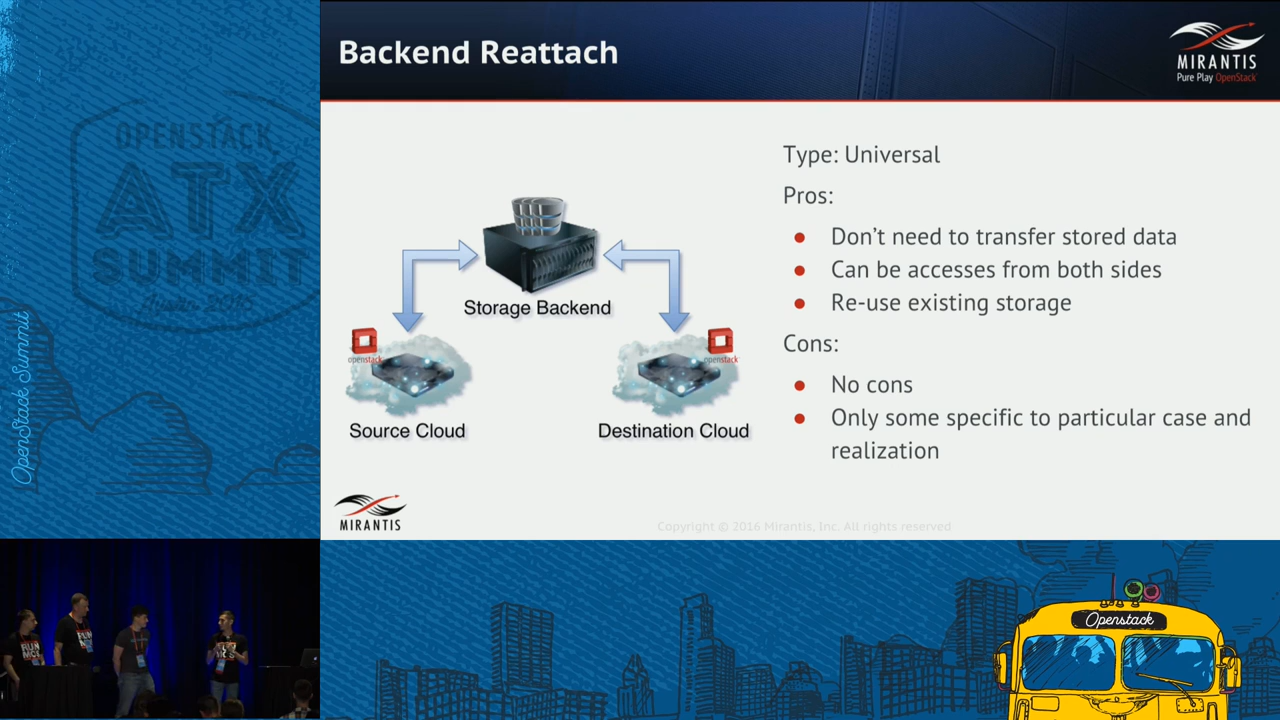 Backend Reattach
MIRANTIS
Pure Play OpenStack
OPENSTACK
ATX
SUMMIT
Austin 2016
OpenStack Summit
Type: Universal
Pros:
Don't need to transfer stored data
Can be accesses from both sides
Re-use existing storage
Cons:
No cons
Only some specific to particular case and
realization
Storage Backend
openstack
openstack
Source Cloud
Destination Cloud
MIRANTIS
Copyright © 2016 Mirantis, Inc. All rights reserved
Openstack